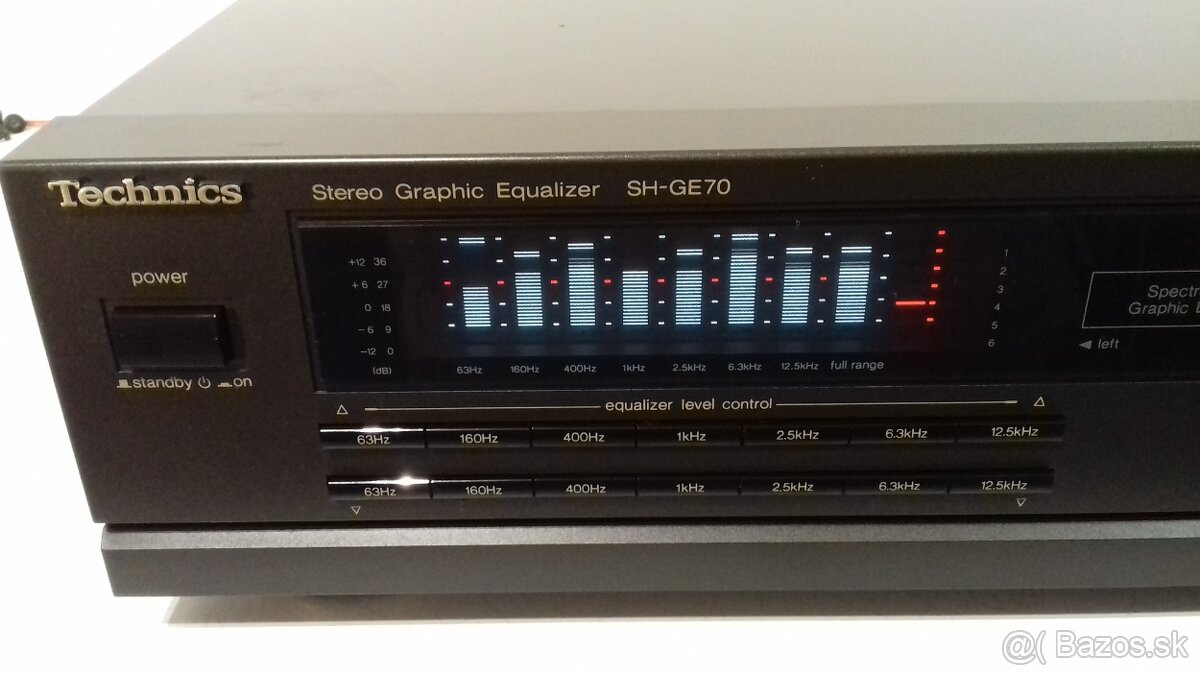 Technics
Stereo Graphic Equalizer SH-GE70
power
standby on
+12 36
+6 27
0 18
-6 9
-12 0
(dB)
63Hz 160Hz 400Hz 1kHz 2.5kHz 6.3kHz 12.5kHz full range
1
2
3
4
5
6
Graphic
left
equalizer level control
63Hz 160Hz 400Hz 1kHz 2.5kHz 6.3kHz 12.5kHz
63Hz 160Hz 400Hz 1kHz 2.5kHz 6.3kHz 12.5kHz
@( Bazos.sk